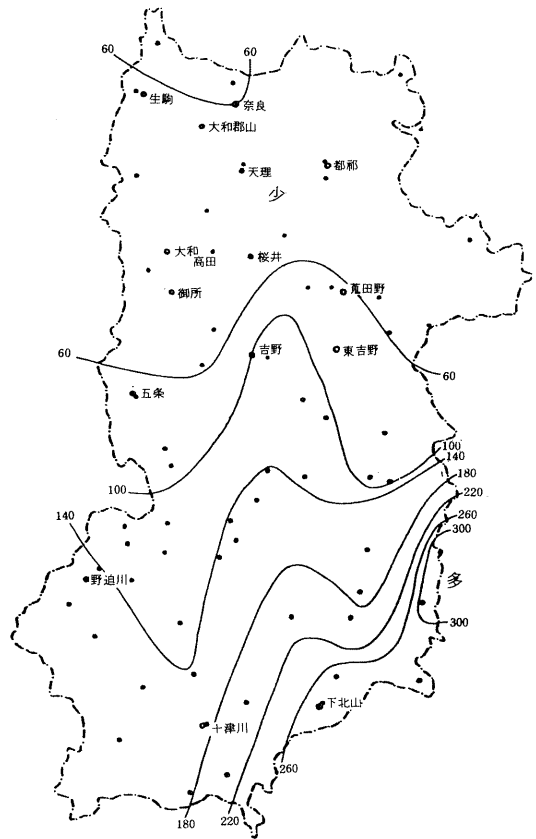 60
60
生駒
奈良
大和郡山
天理
都祁
少
大和
高田
桜井
御所
菟田野
60
吉野
東吉野
60
五条
100
140
100
180
220
140
260
300
野迫川
多
300
下北山
十津川
260
180
220